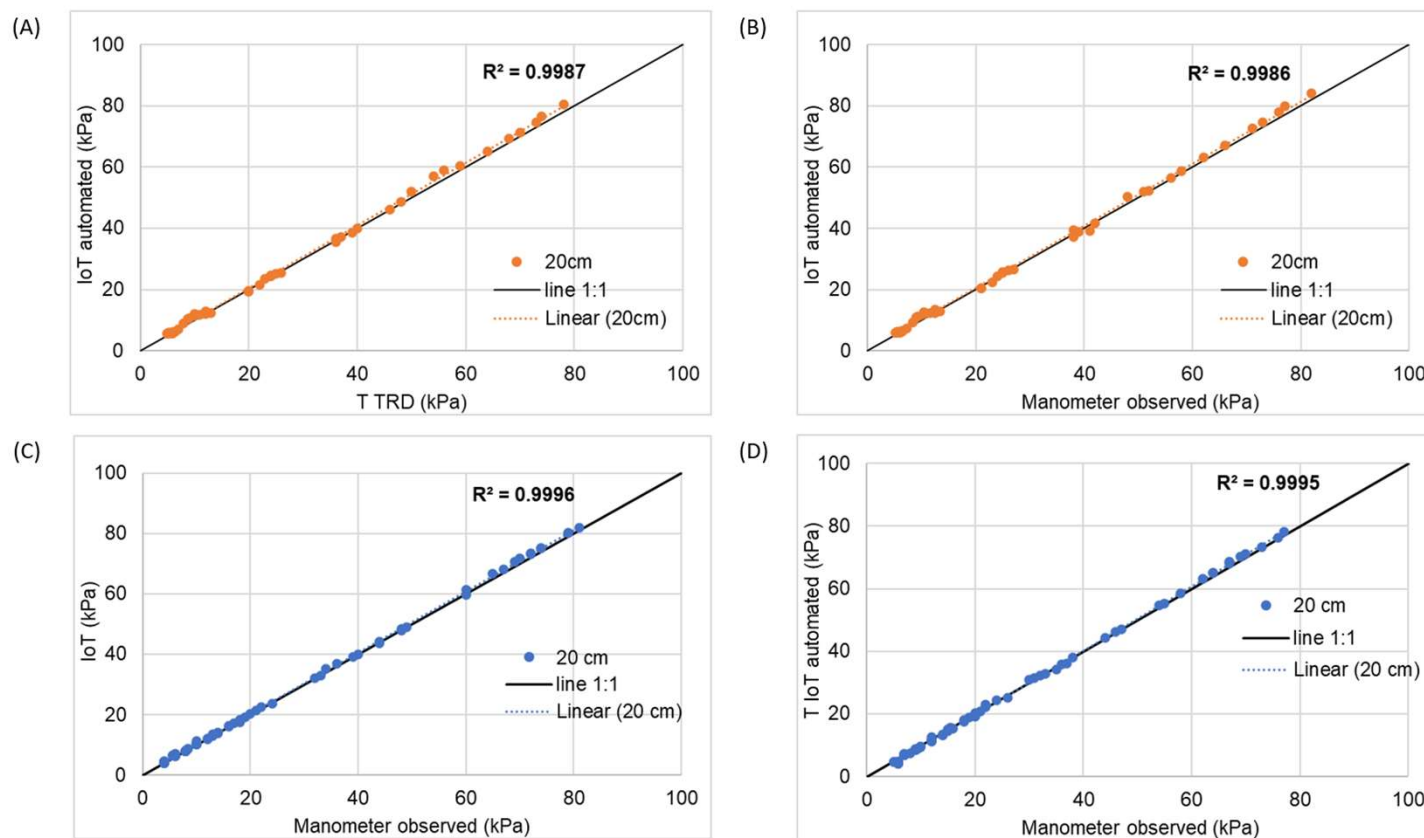 (A)
100
80
60
40
20
0
IoT automated (kPa)
R² = 0.9987
20cm
line 1:1
Linear (20cm)
0 20 40 60 80 100
T TRD (kPa)
(B)
100
80
60
40
20
0
IoT automated (kPa)
R² = 0.9986
20cm
line 1:1
Linear (20cm)
0 20 40 60 80 100
Manometer observed (kPa)
(C)
100
80
60
40
20
0
IoT (kPa)
R² = 0.9996
20 cm
line 1:1
Linear (20 cm)
0 20 40 60 80 100
Manometer observed (kPa)
(D)
100
80
60
40
20
0
T IoT automated (kPa)
R² = 0.9995
20 cm
line 1:1
Linear (20 cm)
0 20 40 60 80 100
Manometer observed (kPa)